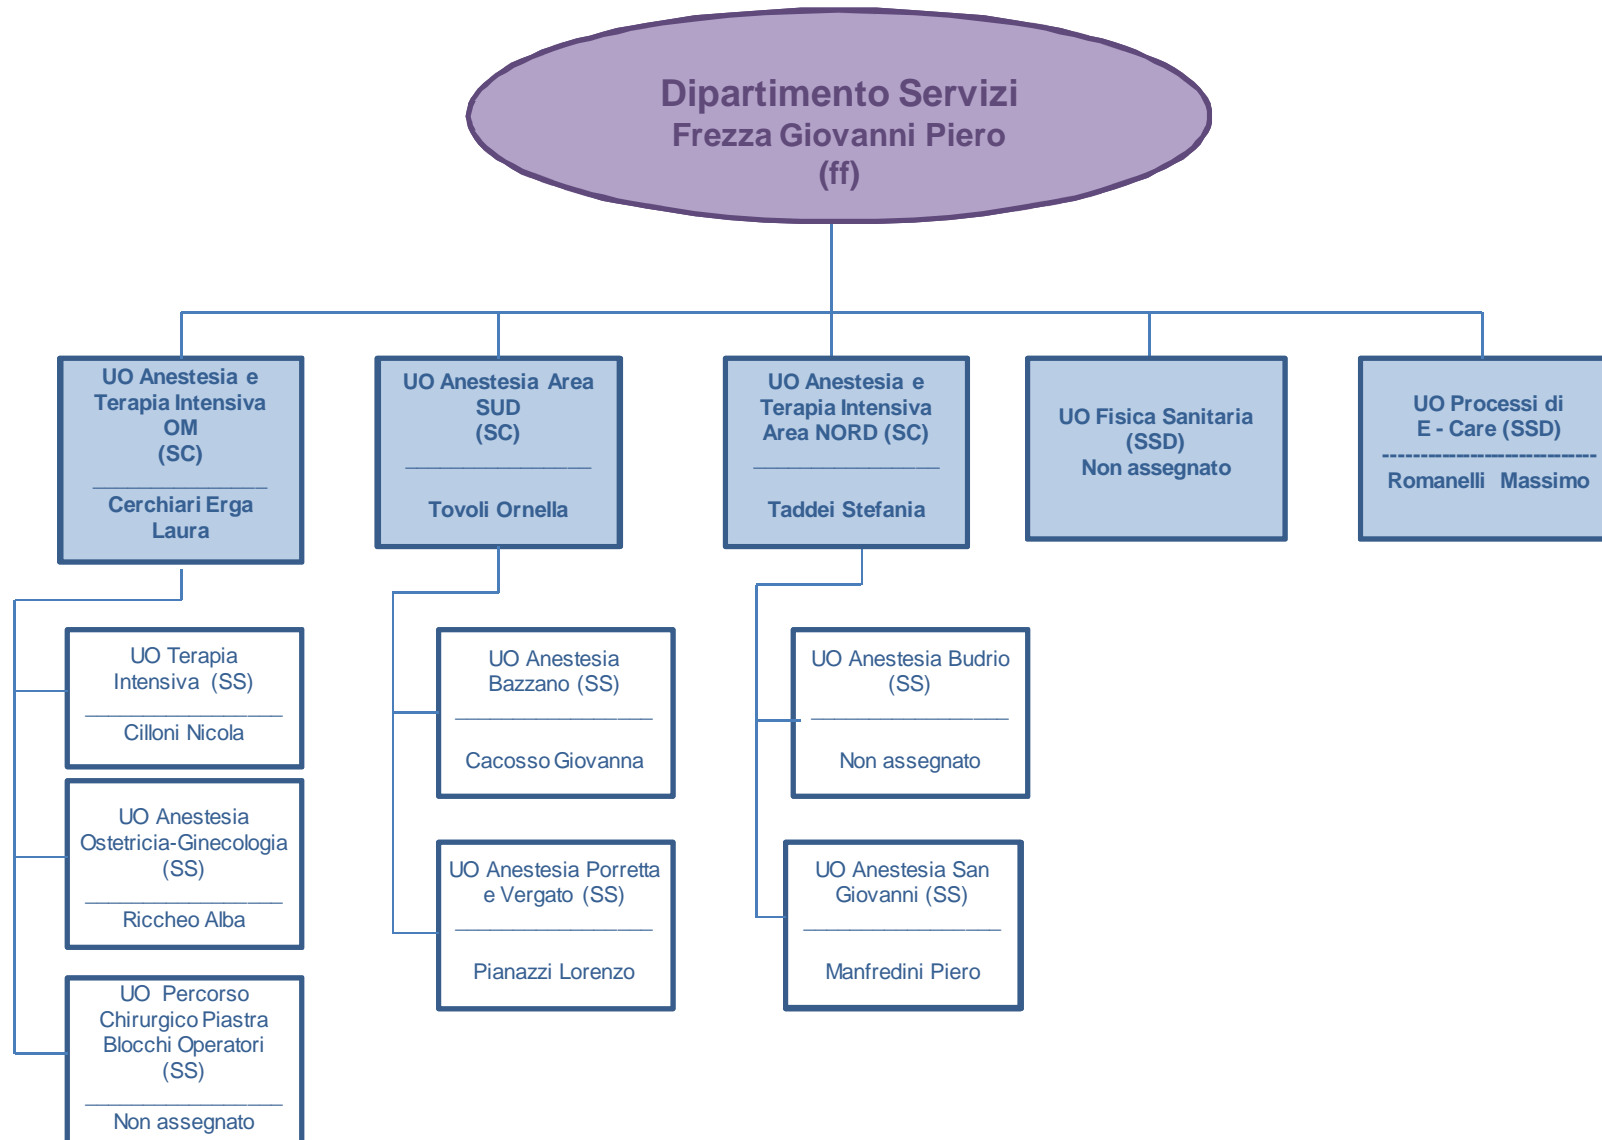 Dipartimento Servizi
Frezza Giovanni Piero
(ff)
UO Anestesia e
Terapia Intensiva
OM
(SC)
Cerchiari Erga
Laura
UO Anestesia Area
SUD
(SC)
Tovoli Ornella
UO Anestesia e
Terapia Intensiva
Area NORD (SC)
Taddei Stefania
UO Fisica Sanitaria
(SSD)
Non assegnato
UO Processi di
E - Care (SSD)
Romanelli Massimo
UO Terapia
Intensiva (SS)
Cilloni Nicola
UO Anestesia
Ostetricia-Ginecologia
(SS)
Riccheo Alba
UO Percorso
Chirurgico Piastra
Blocchi Operatori
(SS)
Non assegnato
UO Anestesia
Bazzano (SS)
Cacosso Giovanna
UO Anestesia Porretta
e Vergato (SS)
Pianazzi Lorenzo
UO Anestesia Budrio
(SS)
Non assegnato
UO Anestesia San
Giovanni (SS)
Manfredini Piero